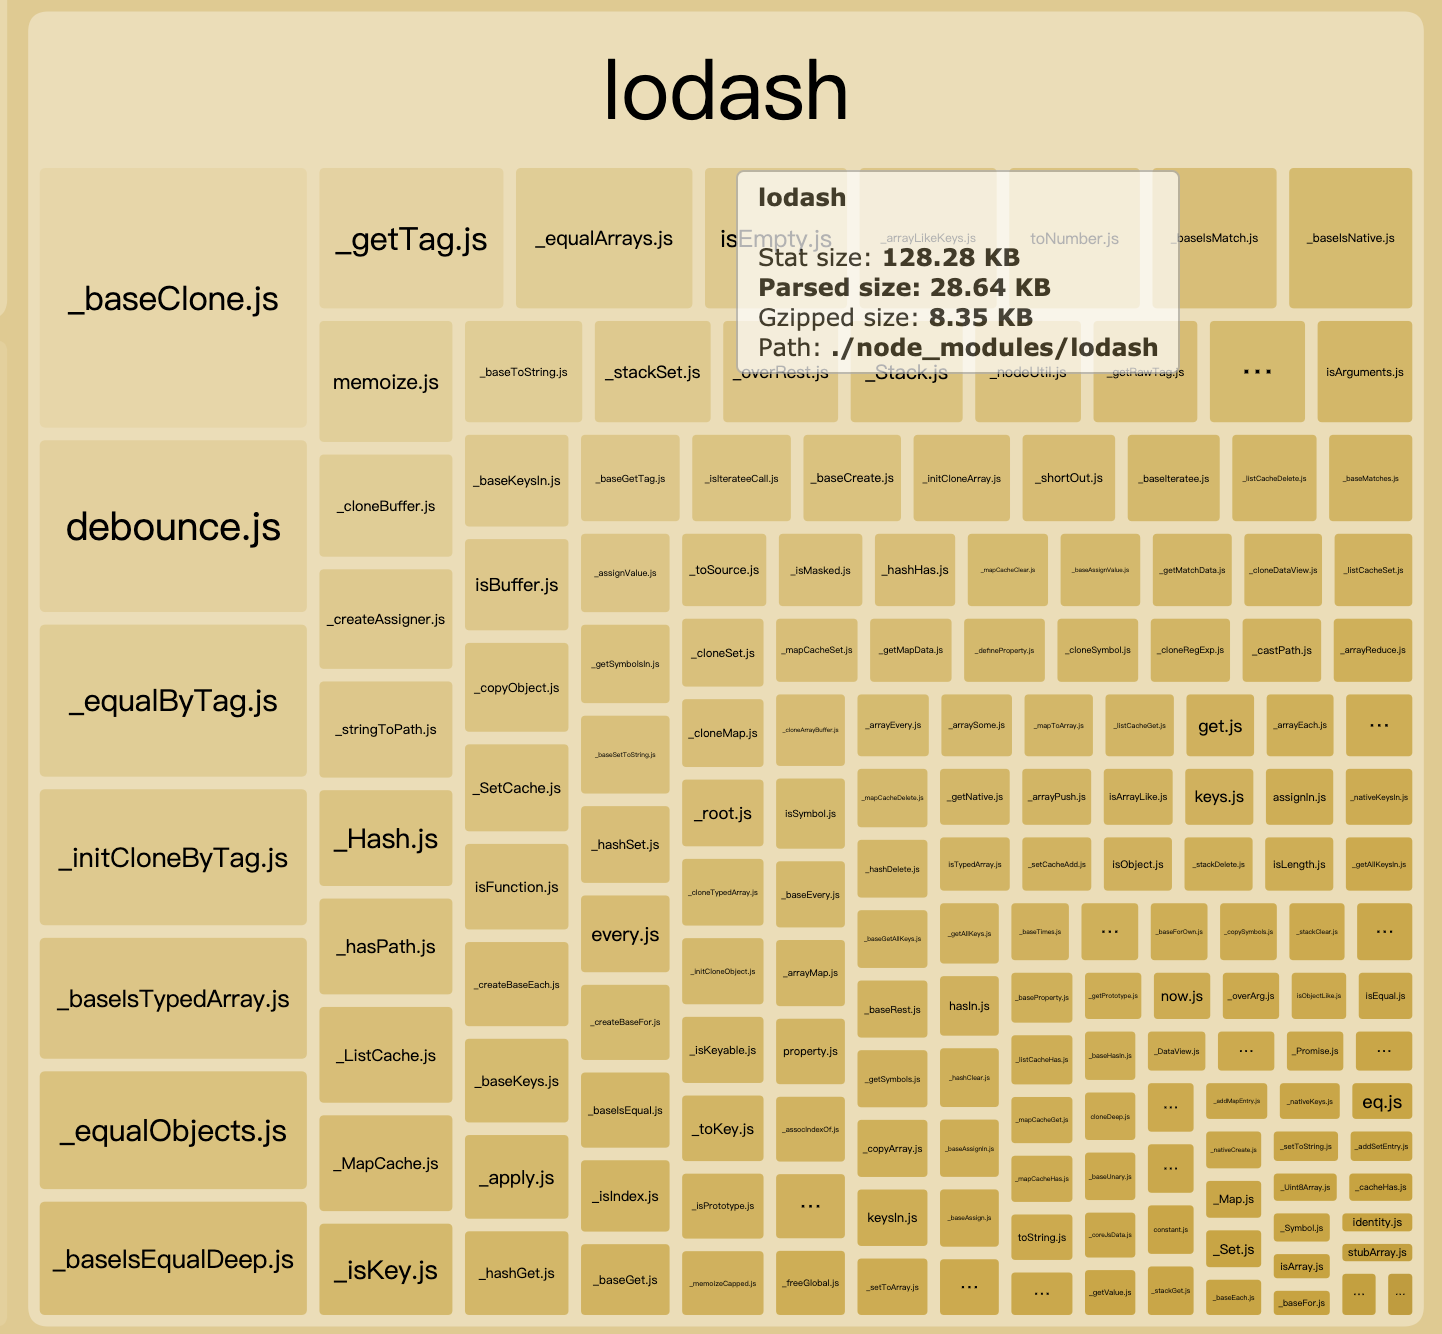 lodash
_baseClone.js
debounce.js
_equalByTag.js
_initCloneByTag.js
_baseIsTypedArray.js
_equalObjects.js
_baseIsEqualDeep.js
_getTag.js
_equalArrays.js
isEmpty.js
_arrayLikeKeys.js
toNumber.js
_baseIsMatch.js
_baseIsNative.js
lodash
Stat size: 128.28 KB
Parsed size: 28.64 KB
Gzipped size: 8.35 KB
Path: ./node_modules/lodash
memoize.js
_cloneBuffer.js
_createAssigner.js
_stringToPath.js
_Hash.js
_hasPath.js
_ListCache.js
_MapCache.js
_isKey.js
_baseToString.js
_stackSet.js
_overRest.js
_Stack.js
_nodeUtil.js
_getRawTag.js
...
isArguments.js
_baseKeysIn.js
isBuffer.js
_copyObject.js
_SetCache.js
isFunction.js
_createBaseEach.js
_baseKeys.js
_apply.js
_hashGet.js
_baseGetTag.js
_isIterateeCall.js
_baseCreate.js
_initCloneArray.js
_shortOut.js
_baseIteratee.js
_listCacheDelete.js
_baseMatches.js
_assignValue.js
_getSymbolsIn.js
_baseSetToString.js
_hashSet.js
every.js
_createBaseFor.js
_baseIsEqual.js
_isIndex.js
_baseGet.js
_toSource.js
_isMasked.js
_hashHas.js
_mapCacheClear.js
_baseAssignValue.js
_getMatchData.js
_cloneDataView.js
_listCacheSet.js
_cloneSet.js
_cloneMap.js
_root.js
_cloneTypedArray.js
_initCloneObject.js
_isKeyable.js
_toKey.js
_isPrototype.js
_memoizeCapped.js
_mapCacheSet.js
_getMapData.js
_defineProperty.js
_cloneSymbol.js
_cloneRegExp.js
_castPath.js
_arrayReduce.js
_cloneArrayBuffer.js
isSymbol.js
_baseEvery.js
_arrayMap.js
property.js
_assocIndexOf.js
...
_freeGlobal.js
_arrayEvery.js
_arraySome.js
_mapToArray.js
_listCacheGet.js
get.js
_arrayEach.js
...
_mapCacheDelete.js
_getNative.js
_arrayPush.js
isArrayLike.js
keys.js
assignIn.js
_nativeKeysIn.js
_hashDelete.js
isTypedArray.js
_setCacheAdd.js
isObject.js
_stackDelete.js
isLength.js
_getAllKeysIn.js
_baseGetAllKeys.js
_baseRest.js
_getSymbols.js
_copyArray.js
keysIn.js
_setToArray.js
_getAllKeys.js
hasIn.js
_hashClear.js
_baseAssignIn.js
_baseAssign.js
...
_baseTimes.js
...
_baseForOwn.js
_copySymbols.js
_stackClear.js
...
_baseProperty.js
_getPrototype.js
now.js
_overArg.js
isObjectLike.js
isEqual.js
_listCacheHas.js
_mapCacheGet.js
_mapCacheHas.js
toString.js
...
_baseHasIn.js
cloneDeep.js
_baseUnary.js
_coreJsData.js
_getValue.js
_DataView.js
...
_Promise.js
...
...
...
constant.js
_stackGet.js
_addMapEntry.js
_nativeKeys.js
eq.js
_nativeCreate.js
_setToString.js
_addSetEntry.js
_Map.js
_Set.js
_baseEach.js
_Uint8Array.js
_cacheHas.js
_Symbol.js
identity.js
isArray.js
stubArray.js
_baseFor.js
...
...